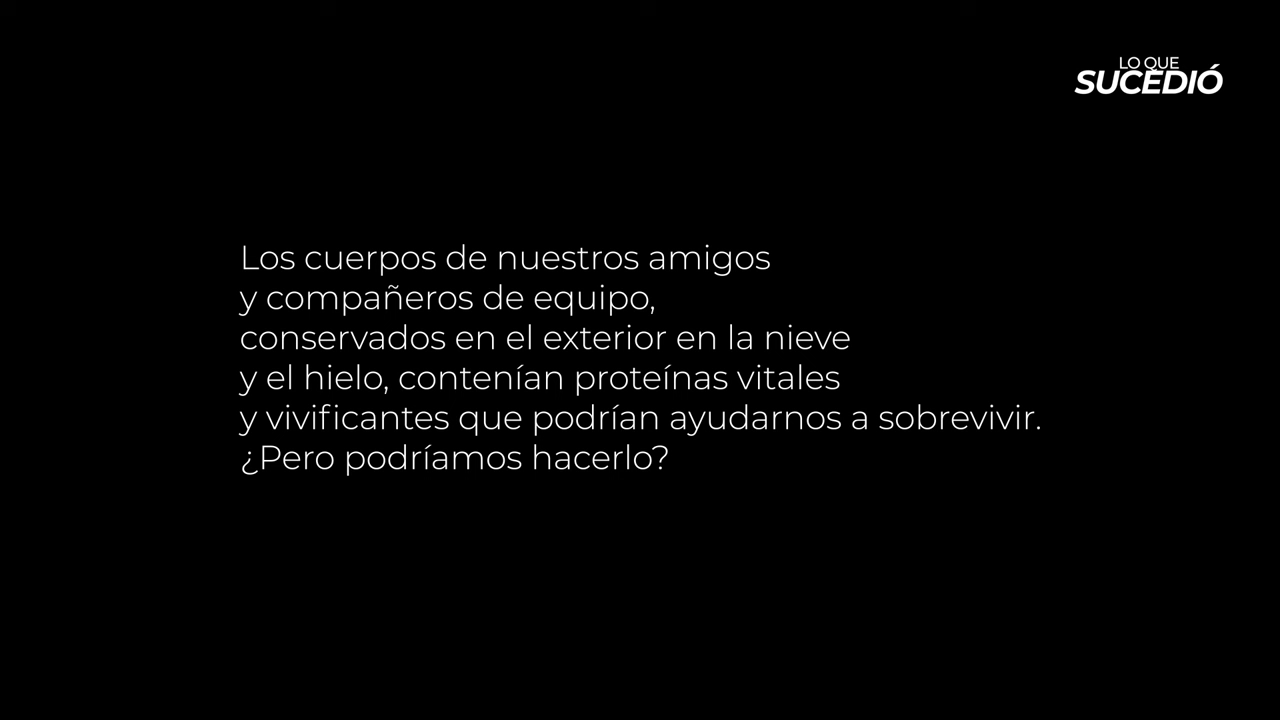 LO QUE
SUCEDIÓ
Los cuerpos de nuestros amigos
y compañeros de equipo,
conservados en el exterior en la nieve
y el hielo, contenían proteínas vitales
y vivificantes que podrían ayudarnos a sobrevivir.
¿Pero podríamos hacerlo?